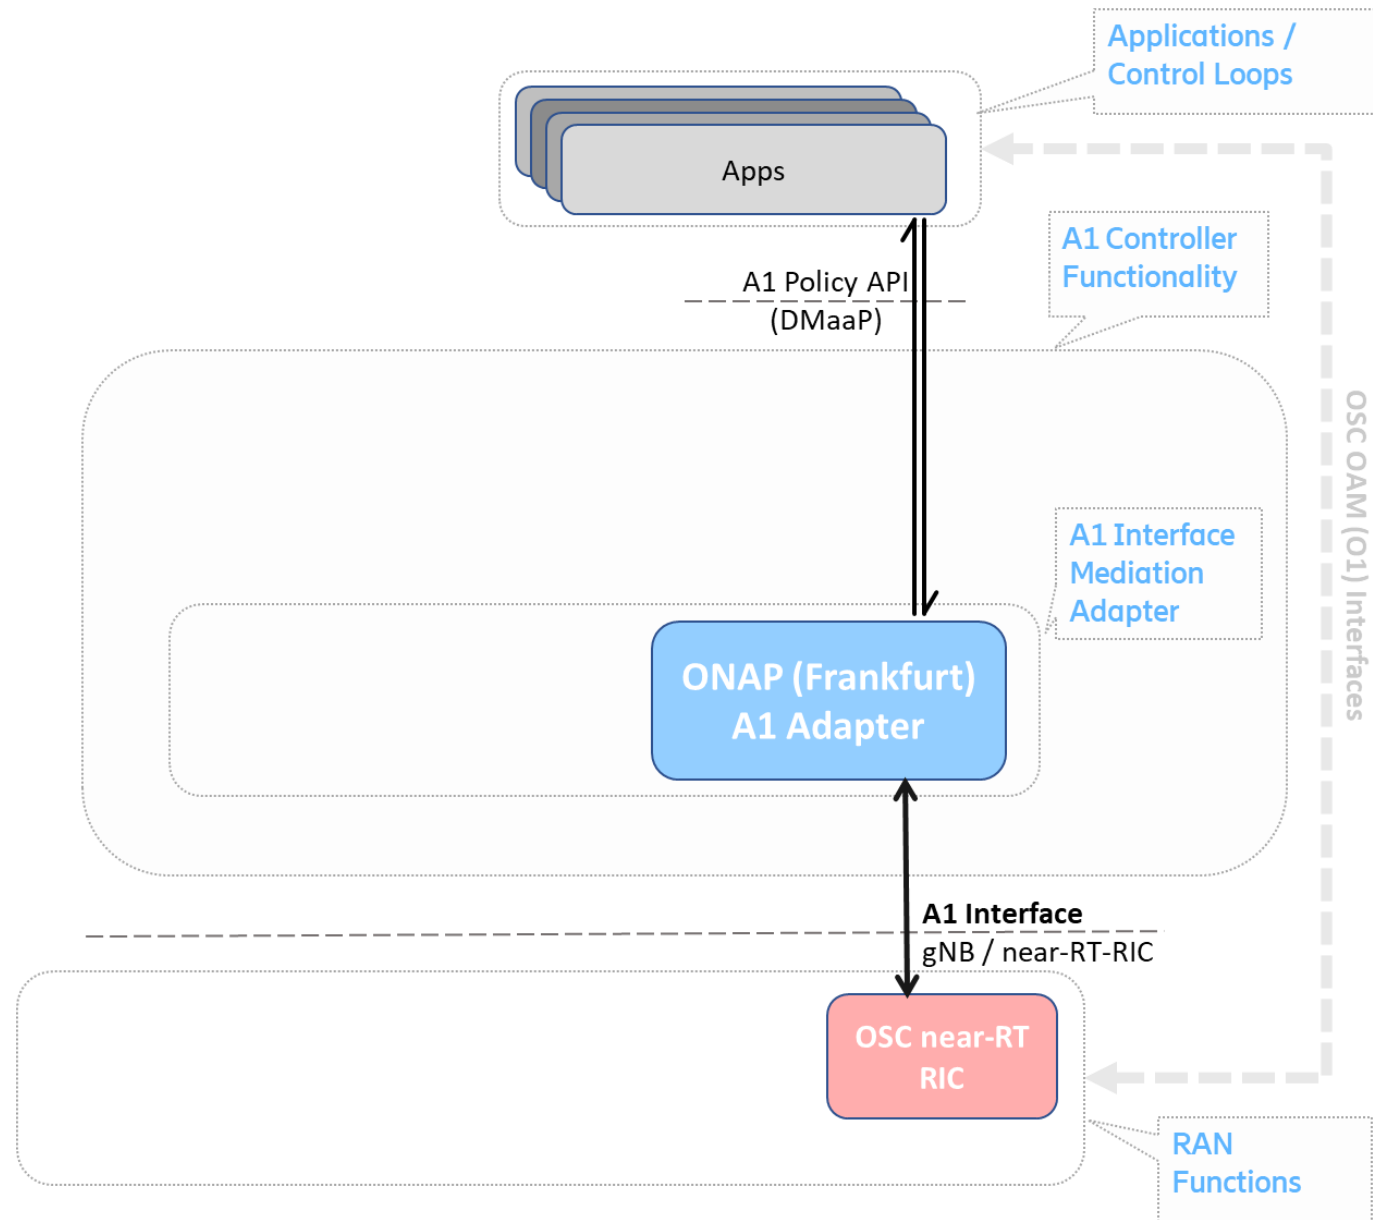 Applications /
Control Loops
Apps
A1 Controller
Functionality
A1 Policy API
(DMaaP)
OSC OAM (O1) Interfaces
A1 Interface
Mediation
Adapter
ONAP (Frankfurt)
A1 Adapter
A1 Interface
gNB / near-RT-RIC
OSC near-RT
RIC
RAN
Functions